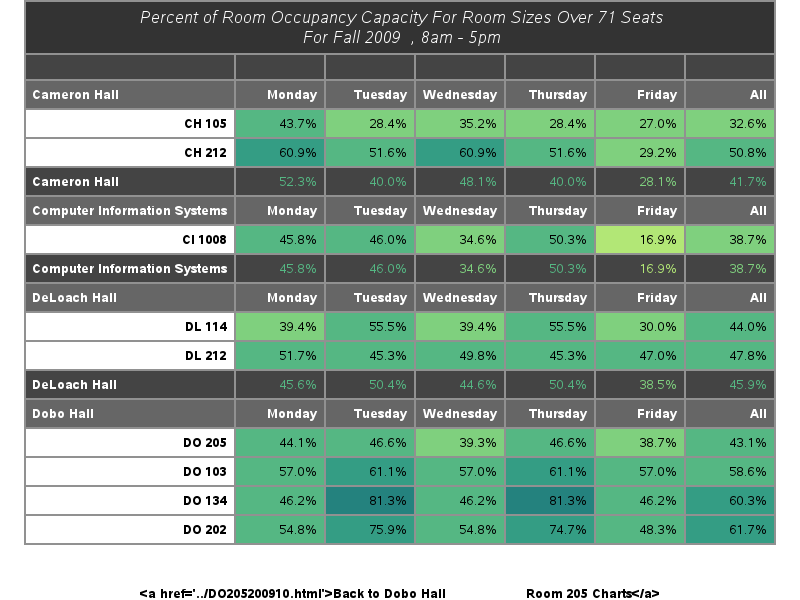 Percent of Room Occupancy Capacity For Room Sizes Over 71 Seats
For Fall 2009 , 8am - 5pm
Cameron Hall Monday Tuesday Wednesday Thursday Friday All
CH 105 43.7% 28.4% 35.2% 28.4% 27.0% 32.6%
CH 212 60.9% 51.6% 60.9% 51.6% 29.2% 50.8%
Cameron Hall 52.3% 40.0% 48.1% 40.0% 28.1% 41.7%
Computer Information Systems Monday Tuesday Wednesday Thursday Friday All
CI 1008 45.8% 46.0% 34.6% 50.3% 16.9% 38.7%
Computer Information Systems 45.8% 46.0% 34.6% 50.3% 16.9% 38.7%
DeLoach Hall Monday Tuesday Wednesday Thursday Friday All
DL 114 39.4% 55.5% 39.4% 55.5% 30.0% 44.0%
DL 212 51.7% 45.3% 49.8% 45.3% 47.0% 47.8%
DeLoach Hall 45.6% 50.4% 44.6% 50.4% 38.5% 45.9%
Dobo Hall Monday Tuesday Wednesday Thursday Friday All
DO 205 44.1% 46.6% 39.3% 46.6% 38.7% 43.1%
DO 103 57.0% 61.1% 57.0% 61.1% 57.0% 58.6%
DO 134 46.2% 81.3% 46.2% 81.3% 46.2% 60.3%
DO 202 54.8% 75.9% 54.8% 74.7% 48.3% 61.7%
<a href='../DO205200910.html'>Back to Dobo Hall Room 205 Charts</a>